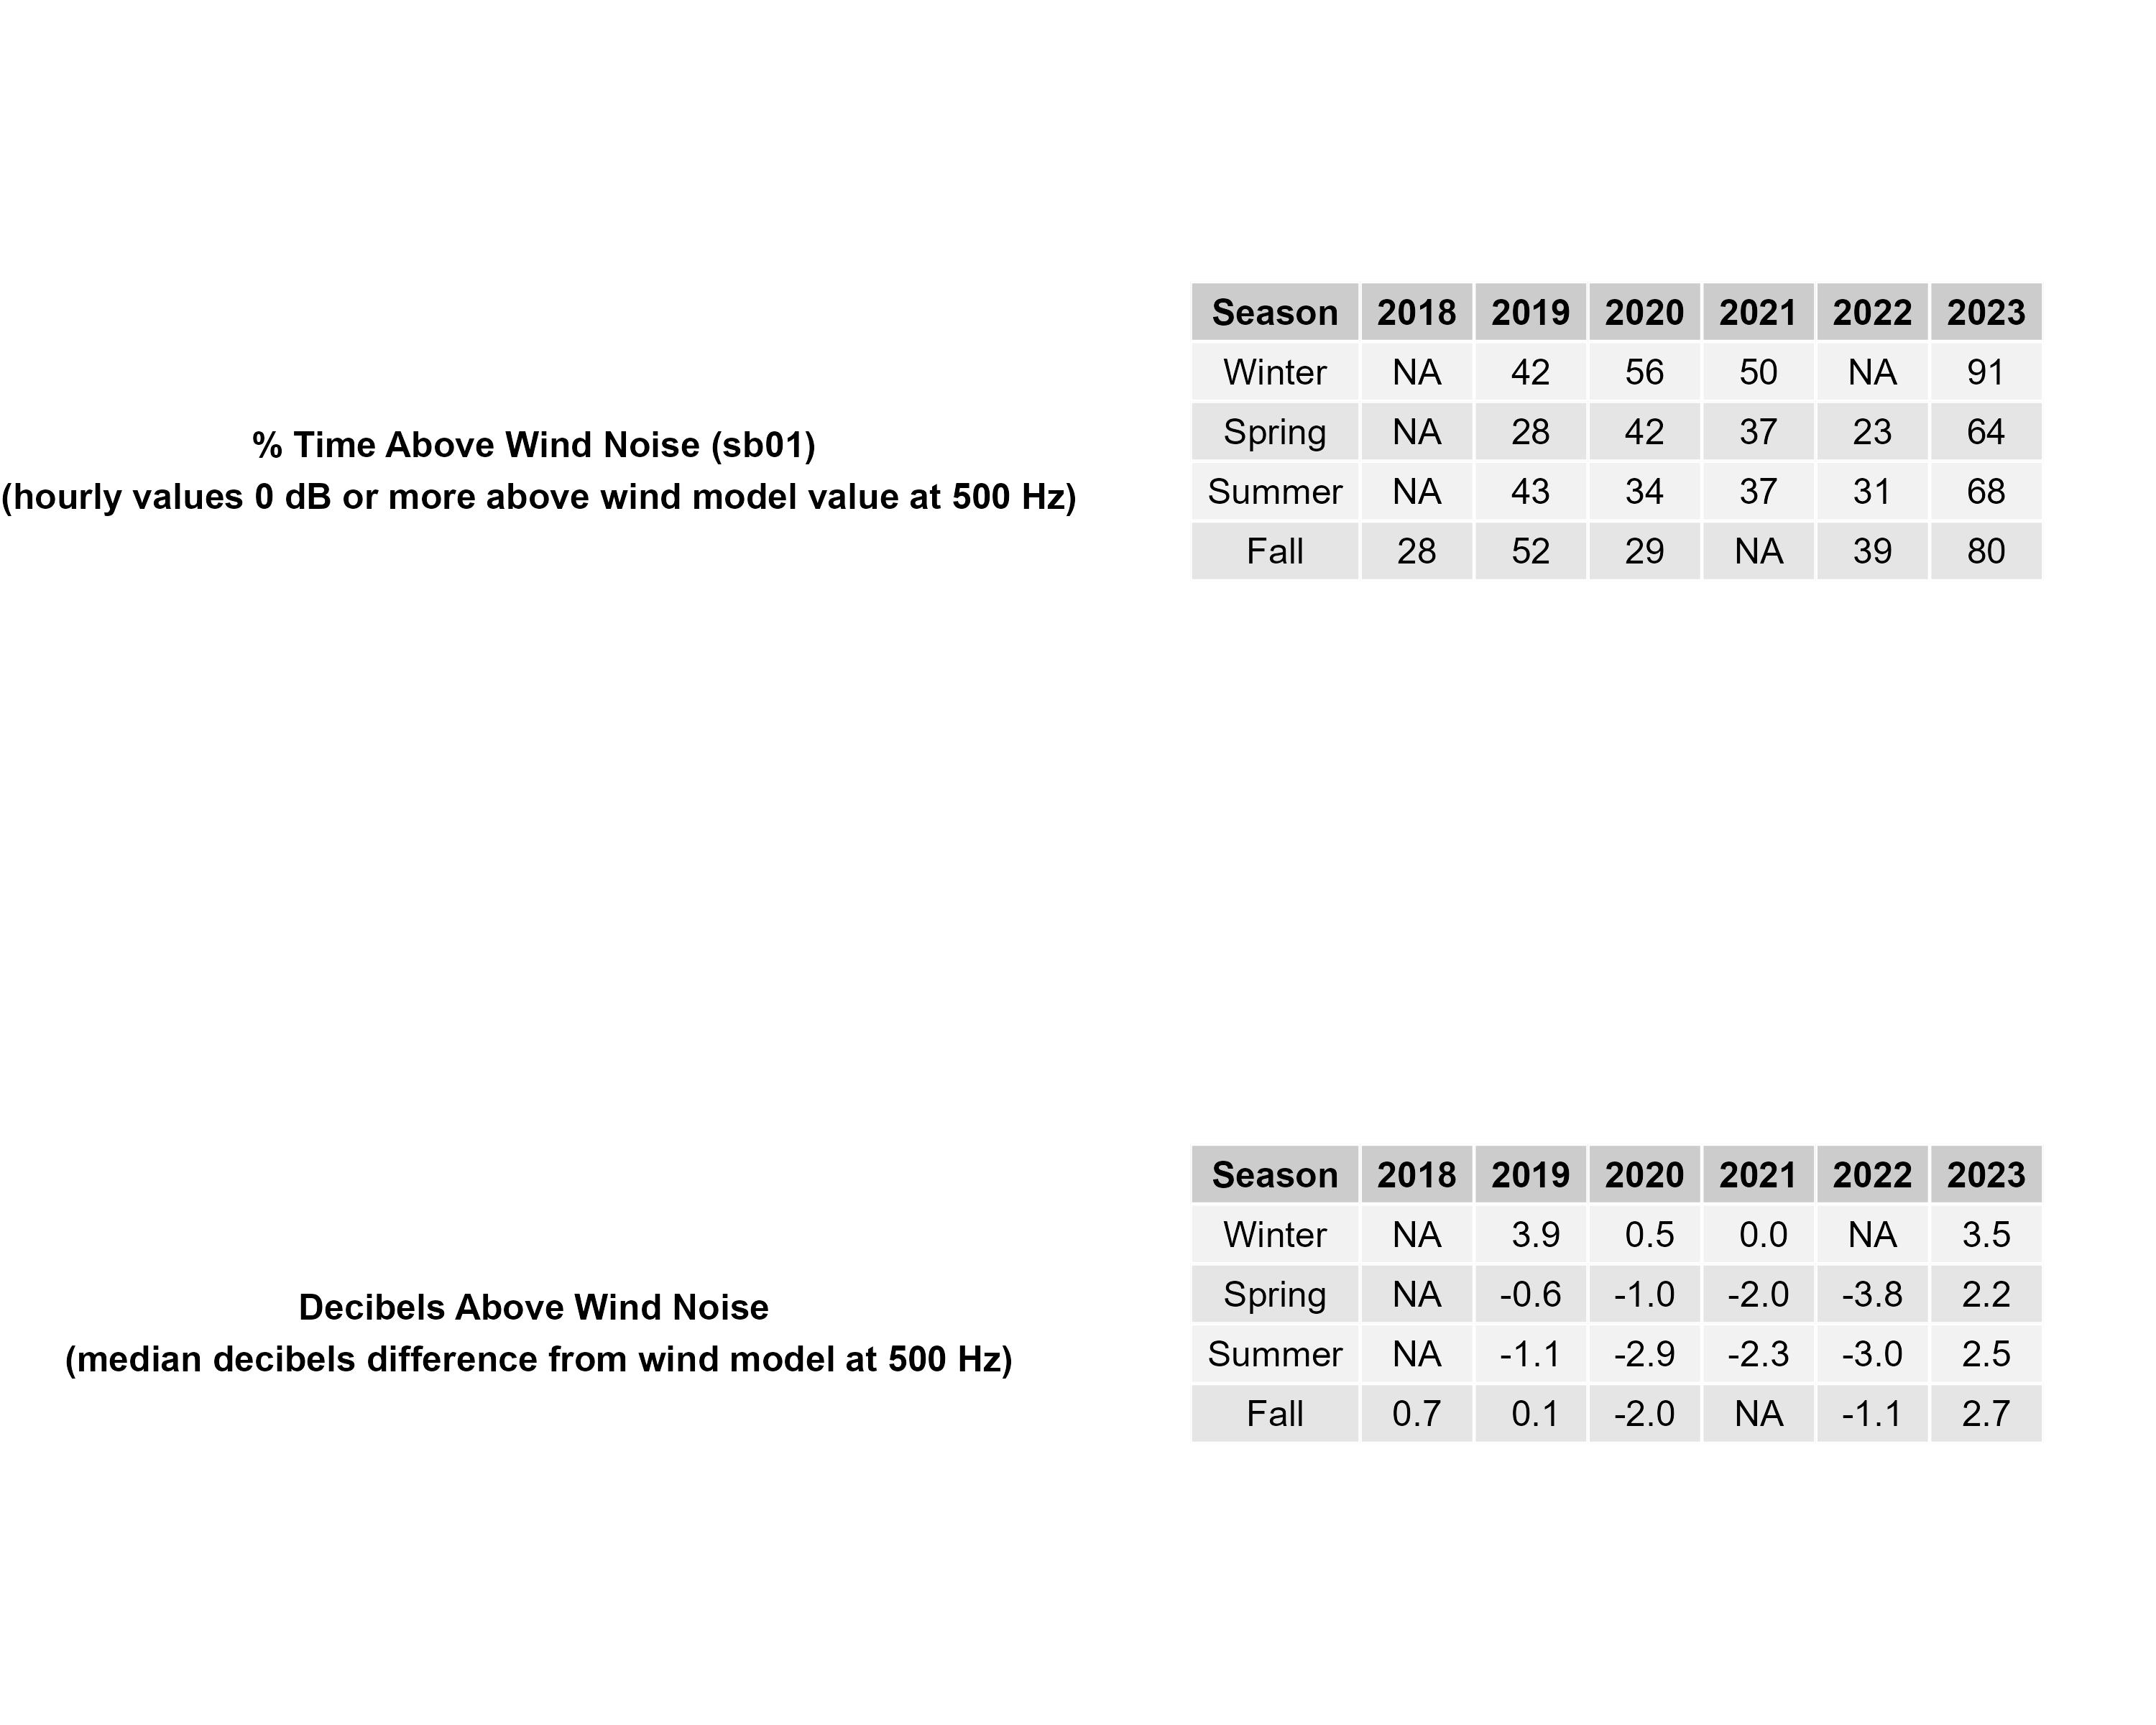 % Time Above Wind Noise (sb01)
(hourly values 0 dB or more above wind model value at 500 Hz)
Season 2018 2019 2020 2021 2022 2023
Winter NA 42 56 50 NA 91
Spring NA 28 42 37 23 64
Summer NA 43 34 37 31 68
Fall 28 52 29 NA 39 80
Decibels Above Wind Noise
(median decibels difference from wind model at 500 Hz)
Season 2018 2019 2020 2021 2022 2023
Winter NA 3.9 0.5 0.0 NA 3.5
Spring NA -0.6 -1.0 -2.0 -3.8 2.2
Summer NA -1.1 -2.9 -2.3 -3.0 2.5
Fall 0.7 0.1 -2.0 NA -1.1 2.7